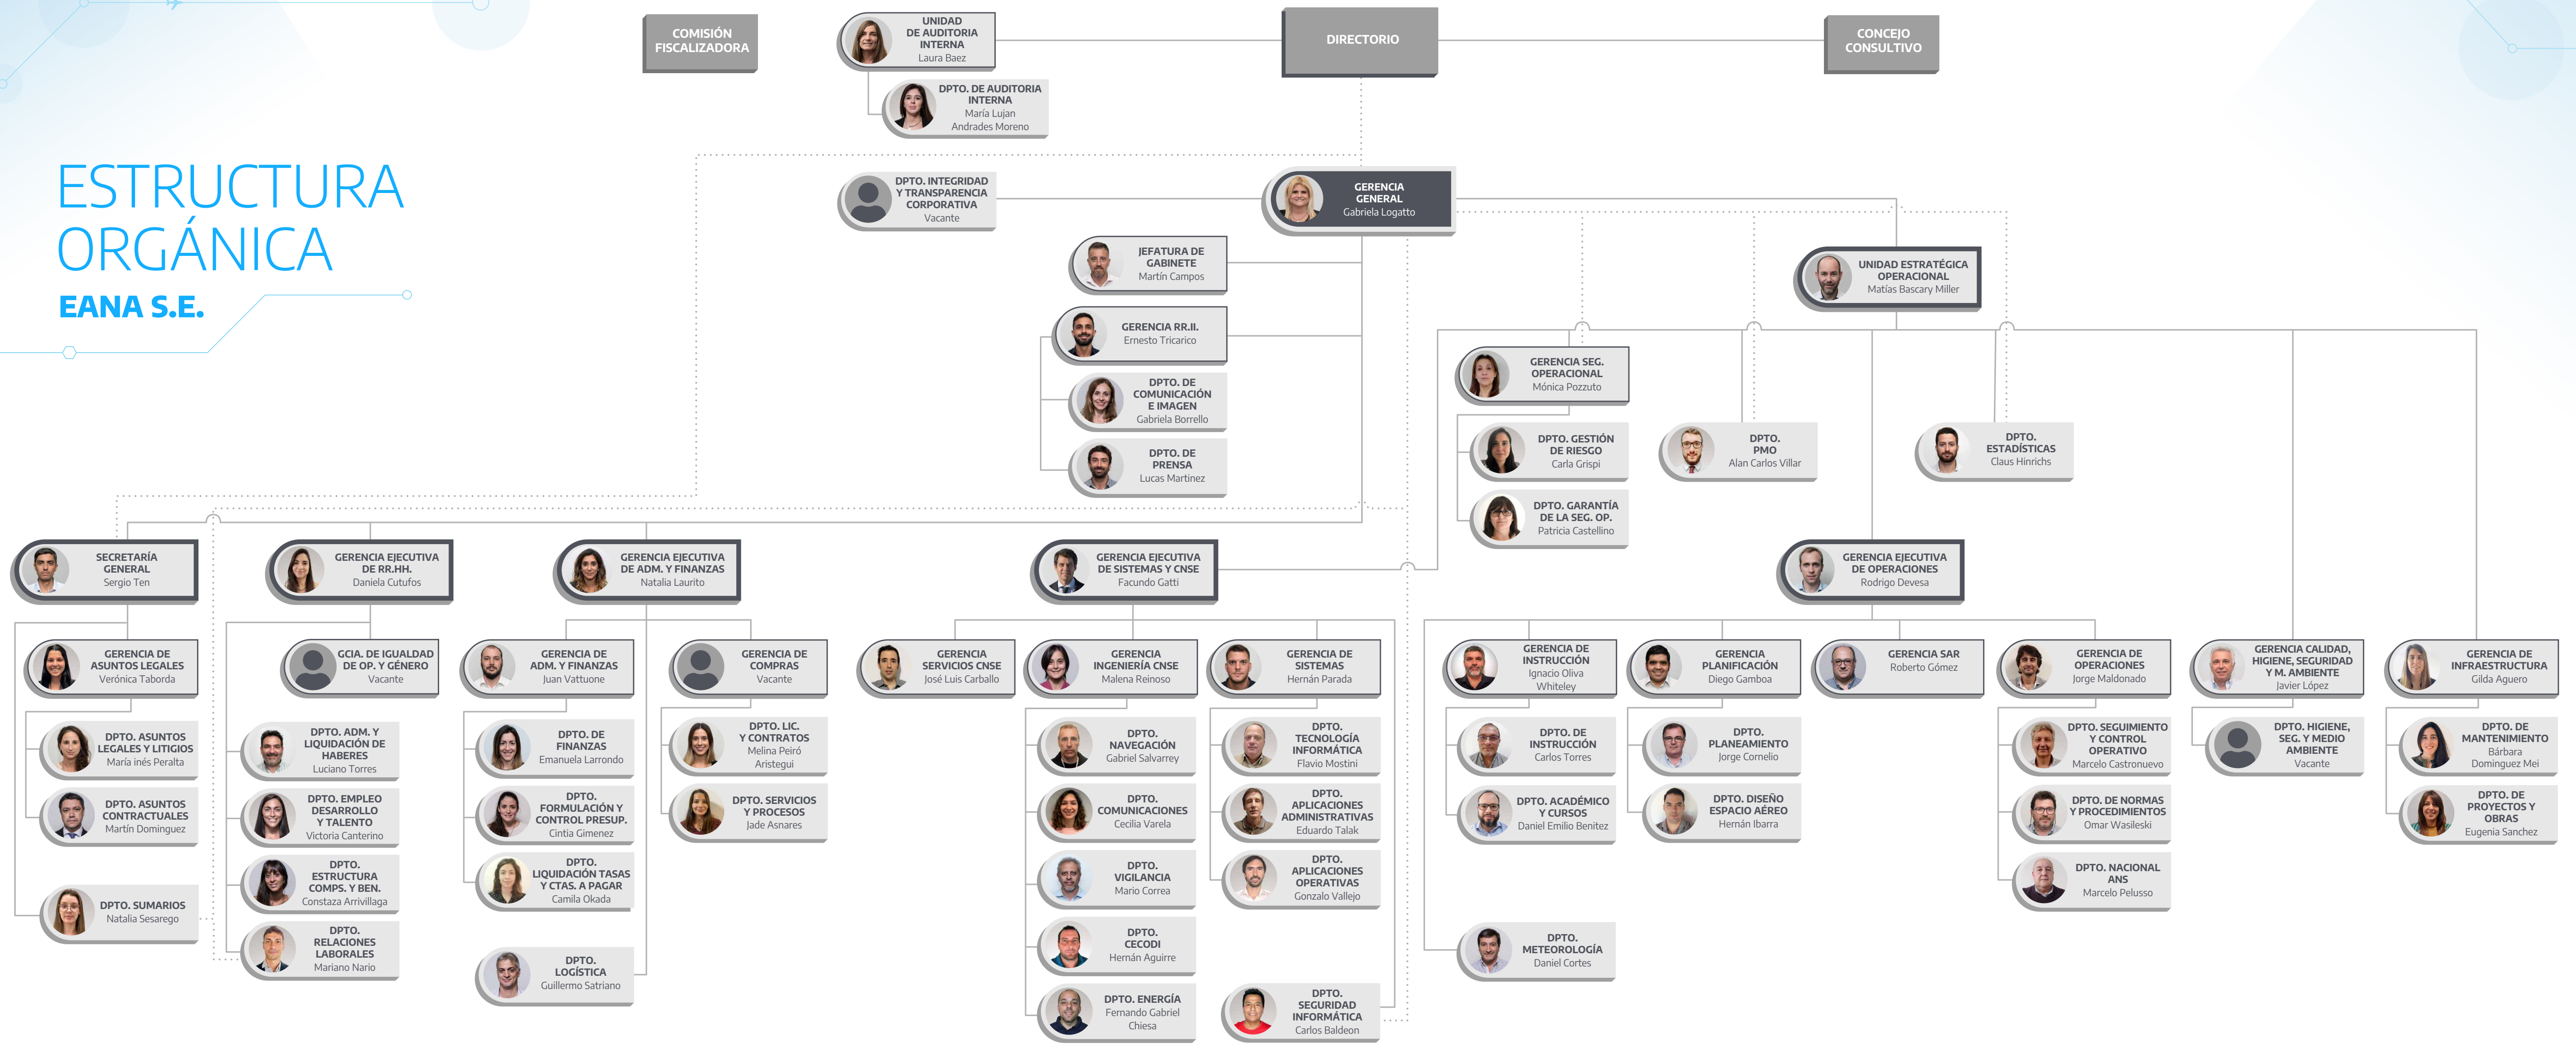 COMISIÓN
FISCALIZADORA
UNIDAD
DE AUDITORIA
INTERNA
Laura Baez
DIRECTORIO
CONCEJO
CONSULTIVO
DPTO. DE AUDITORIA
INTERNA
María Lujan
Andrades Moreno
ESTRUCTURA
ORGÁNICA
EANA S.E.
DPTO. INTEGRIDAD
Y TRANSPARENCIA
CORPORATIVA
Vacante
GERENCIA
GENERAL
Gabriela Logatto
JEFATURA DE
GABINETE
Martín Campos
UNIDAD ESTRATÉGICA
OPERACIONAL
Matías Bascary Miller
GERENCIA RR.II.
Ernesto Tricarico
DPTO. DE
COMUNICACIÓN
E IMAGEN
Gabriela Borrello
DPTO. DE
PRENSA
Lucas Martinez
GERENCIA SEG.
OPERACIONAL
Mónica Pozzuto
DPTO. GESTIÓN
DE RIESGO
Carla Grispi
DPTO. GARANTÍA
DE LA SEG. OP.
Patricia Castellino
DPTO.
PMO
Alan Carlos Villar
DPTO.
ESTADÍSTICAS
Claus Hinrichs
SECRETARÍA
GENERAL
Sergio Ten
GERENCIA EJECUTIVA
DE RR.HH.
Daniela Cutufos
GERENCIA EJECUTIVA
DE ADM. Y FINANZAS
Natalia Laurito
GERENCIA EJECUTIVA
DE SISTEMAS Y CNSE
Facundo Gatti
GERENCIA EJECUTIVA
DE OPERACIONES
Rodrigo Devesa
GERENCIA DE
ASUNTOS LEGALES
Verónica Taborda
DPTO. ASUNTOS
LEGALES Y LITIGIOS
María inés Peralta
DPTO. ASUNTOS
CONTRACTUALES
Martín Dominguez
DPTO. SUMARIOS
Natalia Sesarego
GCIA. DE IGUALDAD
DE OP. Y GÉNERO
Vacante
DPTO. ADM. Y
LIQUIDACIÓN DE
HABERES
Luciano Torres
DPTO. EMPLEO
DESARROLLO
Y TALENTO
Victoria Canterino
DPTO.
ESTRUCTURA
COMPS. Y BEN.
Constaza Arrivillaga
DPTO.
RELACIONES
LABORALES
Mariano Nario
GERENCIA DE
ADM. Y FINANZAS
Juan Vattuone
DPTO. DE
FINANZAS
Emanuela Larrondo
DPTO.
FORMULACIÓN Y
CONTROL PRESUP.
Cintia Gimenez
DPTO.
LIQUIDACIÓN TASAS
Y CTAS. A PAGAR
Camila Okada
DPTO.
LOGÍSTICA
Guillermo Satriano
GERENCIA DE
COMPRAS
Vacante
DPTO. LIC.
Y CONTRATOS
Melina Peiró
Aristegui
DPTO. SERVICIOS
Y PROCESOS
Jade Asnares
GERENCIA
SERVICIOS CNSE
José Luis Carballo
GERENCIA
INGENIERÍA CNSE
Malena Reinoso
DPTO.
NAVEGACIÓN
Gabriel Salvarrey
DPTO.
COMUNICACIONES
Cecilia Varela
DPTO.
VIGILANCIA
Mario Correa
DPTO.
CECODI
Hernán Aguirre
DPTO. ENERGÍA
Fernando Gabriel
Chiesa
GERENCIA DE
SISTEMAS
Hernán Parada
DPTO.
TECNOLOGÍA
INFORMÁTICA
Flavio Mostini
DPTO.
APLICACIONES
ADMINISTRATIVAS
Eduardo Talak
DPTO.
APLICACIONES
OPERATIVAS
Gonzalo Vallejo
DPTO.
SEGURIDAD
INFORMÁTICA
Carlos Baldeon
GERENCIA DE
INSTRUCCIÓN
Ignacio Oliva
Whiteley
DPTO. DE
INSTRUCCIÓN
Carlos Torres
DPTO. ACADÉMICO
Y CURSOS
Daniel Emilio Benitez
DPTO.
METEOROLOGÍA
Daniel Cortes
GERENCIA
PLANIFICACIÓN
Diego Gamboa
DPTO.
PLANEAMIENTO
Jorge Cornelio
DPTO. DISEÑO
ESPACIO AÉREO
Hernán Ibarra
GERENCIA SAR
Roberto Gómez
GERENCIA DE
OPERACIONES
Jorge Maldonado
DPTO. SEGUIMIENTO
Y CONTROL
OPERATIVO
Marcelo Castronuevo
DPTO. DE NORMAS
Y PROCEDIMIENTOS
Omar Wasileski
DPTO. NACIONAL
ANS
Marcelo Pelusso
GERENCIA CALIDAD,
HIGIENE, SEGURIDAD
Y M. AMBIENTE
Javier López
DPTO. HIGIENE,
SEG. Y MEDIO
AMBIENTE
Vacante
GERENCIA DE
INFRAESTRUCTURA
Gilda Aguero
DPTO. DE
MANTENIMIENTO
Bárbara
Dominguez Mei
DPTO. DE
PROYECTOS Y
OBRAS
Eugenia Sanchez